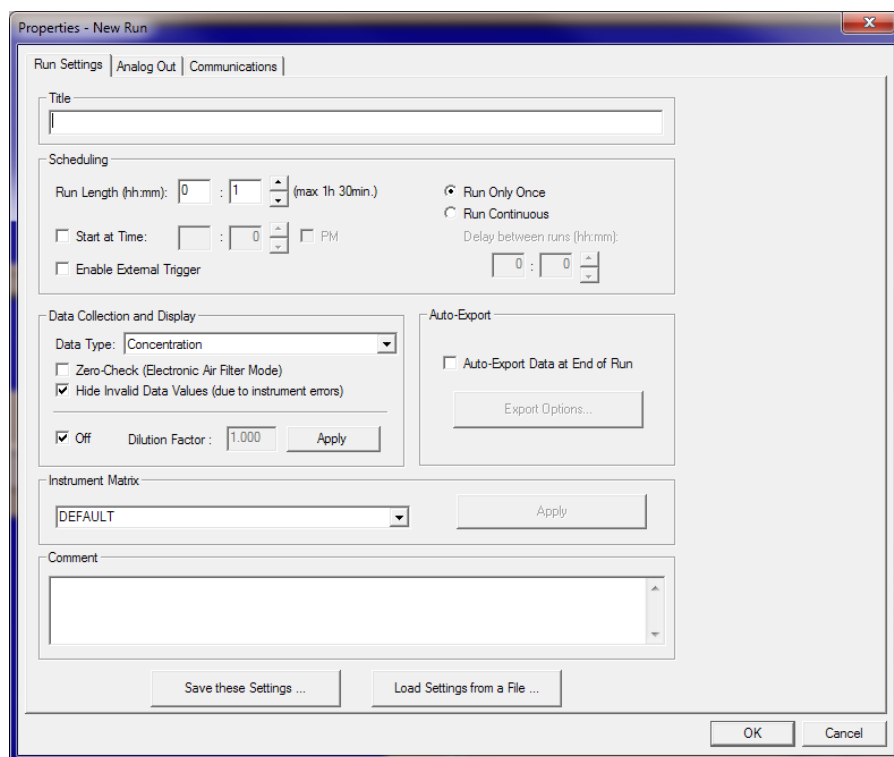 Properties - New Run
x
Run Settings Analog Out Communications
Title
Scheduling
Run Length (hh:mm): 0 : 1 (max 1h 30min.)
Run Only Once
Run Continuous
Start at Time: : 0 PM
Delay between runs (hh:mm):
Enable External Trigger
0 : 0
Data Collection and Display
Data Type: Concentration
Zero-Check (Electronic Air Filter Mode)
Hide Invalid Data Values (due to instrument errors)
Off Dilution Factor : 1.000 Apply
Auto-Export
Auto-Export Data at End of Run
Export Options...
Instrument Matrix
DEFAULT Apply
Comment
Save these Settings ... Load Settings from a File ...
OK Cancel